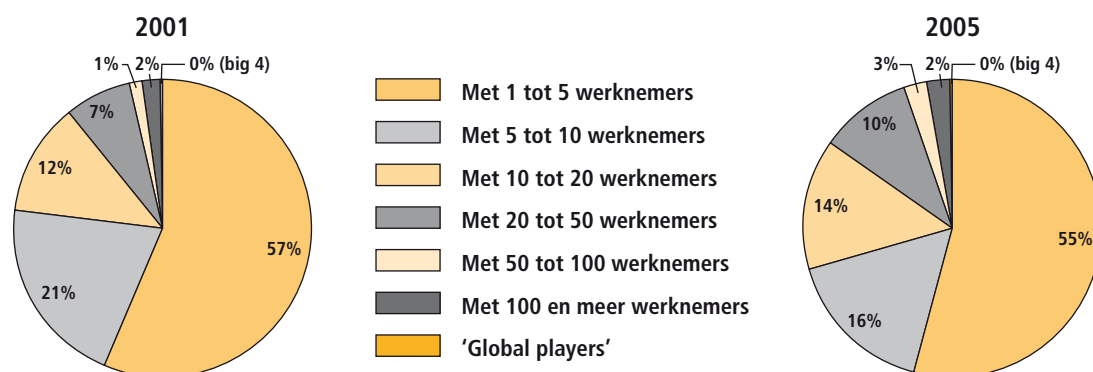 2001
1% 2% 0% (big 4)
7%
12%
57%
21%
Met 1 tot 5 werknemers
Met 5 tot 10 werknemers
Met 10 tot 20 werknemers
Met 20 tot 50 werknemers
Met 50 tot 100 werknemers
Met 100 en meer werknemers
‘Global players’
2005
3% 2% 0% (big 4)
10%
14%
55%
16%